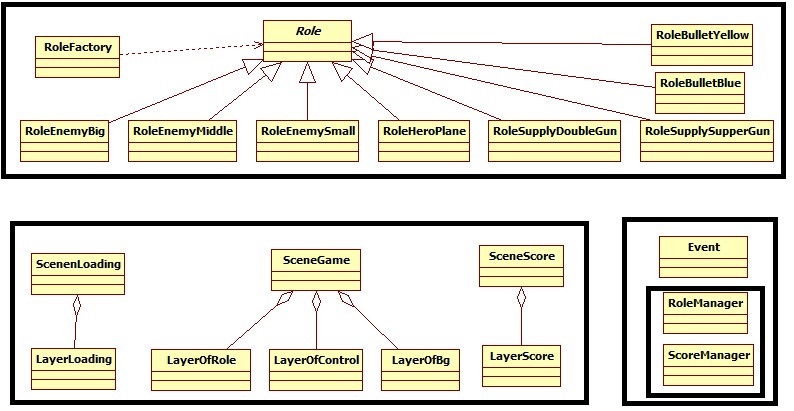 Role
RoleFactory
RoleBulletYellow
RoleBulletBlue
RoleEnemyBig
RoleEnemyMiddle
RoleEnemySmall
RoleHeroPlane
RoleSupplyDoubleGun
RoleSupplySupperGun
ScenenLoading
SceneGame
SceneScore
LayerLoading
LayerOfRole
LayerOfControl
LayerOfBg
LayerScore
Event
RoleManager
ScoreManager